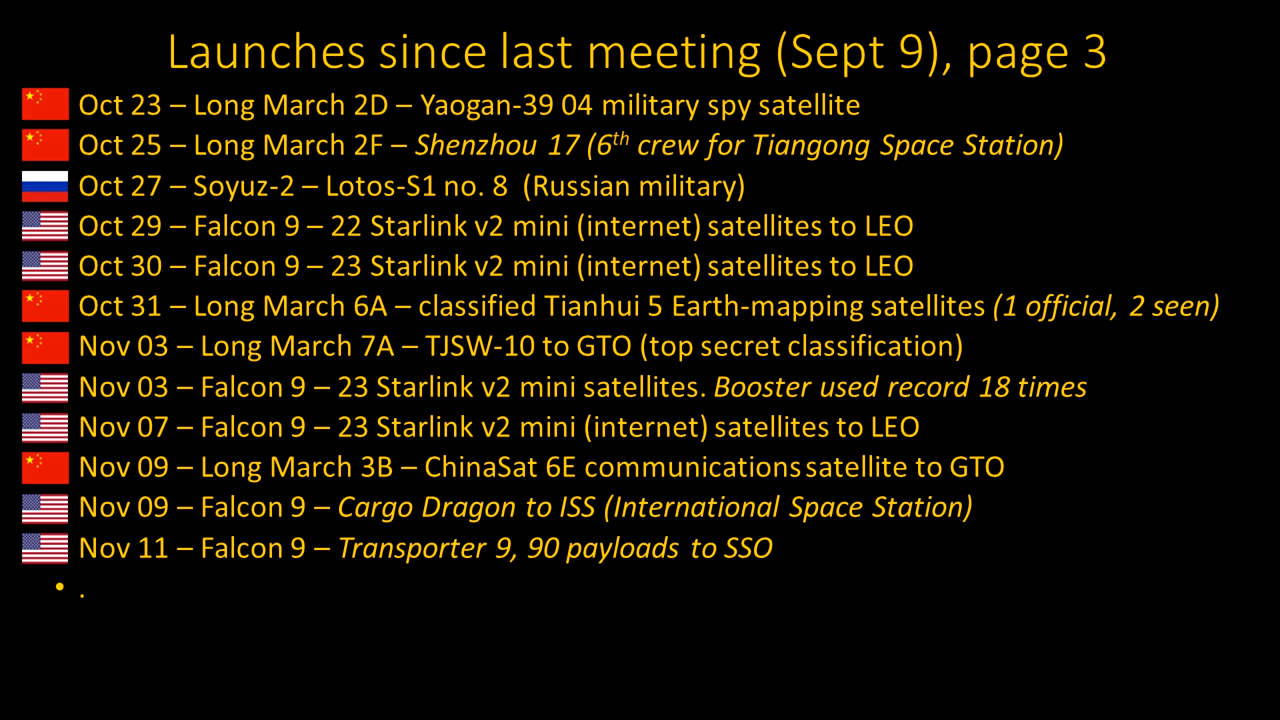 Launches since last meeting (Sept 9), page 3
Oct 23 – Long March 2D – Yaogan-39 04 military spy satellite
Oct 25 – Long March 2F – Shenzhou 17 (6th crew for Tiangong Space Station)
Oct 27 – Soyuz-2 – Lotos-S1 no. 8  (Russian military)
Oct 29 – Falcon 9 – 22 Starlink v2 mini (internet) satellites to LEO
Oct 30 – Falcon 9 – 23 Starlink v2 mini (internet) satellites to LEO
Oct 31 – Long March 6A – classified Tianhui 5 Earth-mapping satellites (1 official, 2 seen)
Nov 03 – Long March 7A – TJSW-10 to GTO (top secret classification)
Nov 03 – Falcon 9 – 23 Starlink v2 mini satellites. Booster used record 18 times
Nov 07 – Falcon 9 – 23 Starlink v2 mini (internet) satellites to LEO
Nov 09 – Long March 3B – ChinaSat 6E communications satellite to GTO
Nov 09 – Falcon 9 – Cargo Dragon to ISS (International Space Station)
Nov 11 – Falcon 9 – Transporter 9, 90 payloads to SSO
• .